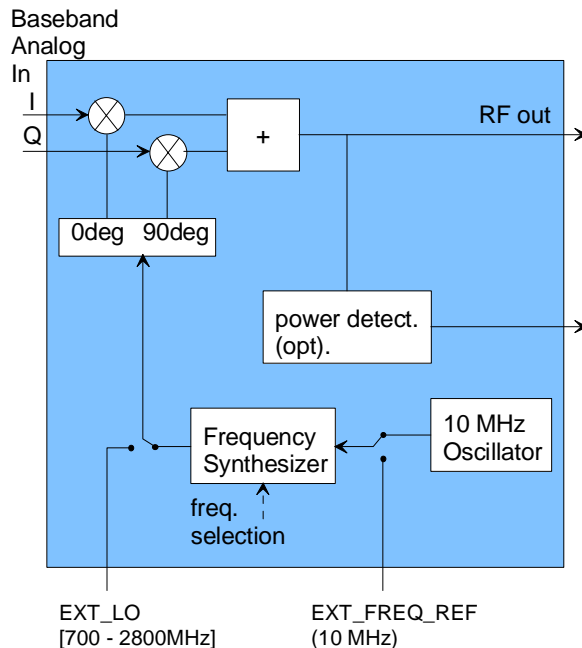 Baseband
Analog
In
I
Q
+
RF out
0deg 90deg
power detect.
(opt).
10 MHz
Oscillator
Frequency
Synthesizer
freq.
selection
EXT_LO
[700 - 2800MHz]
EXT_FREQ_REF
(10 MHz)